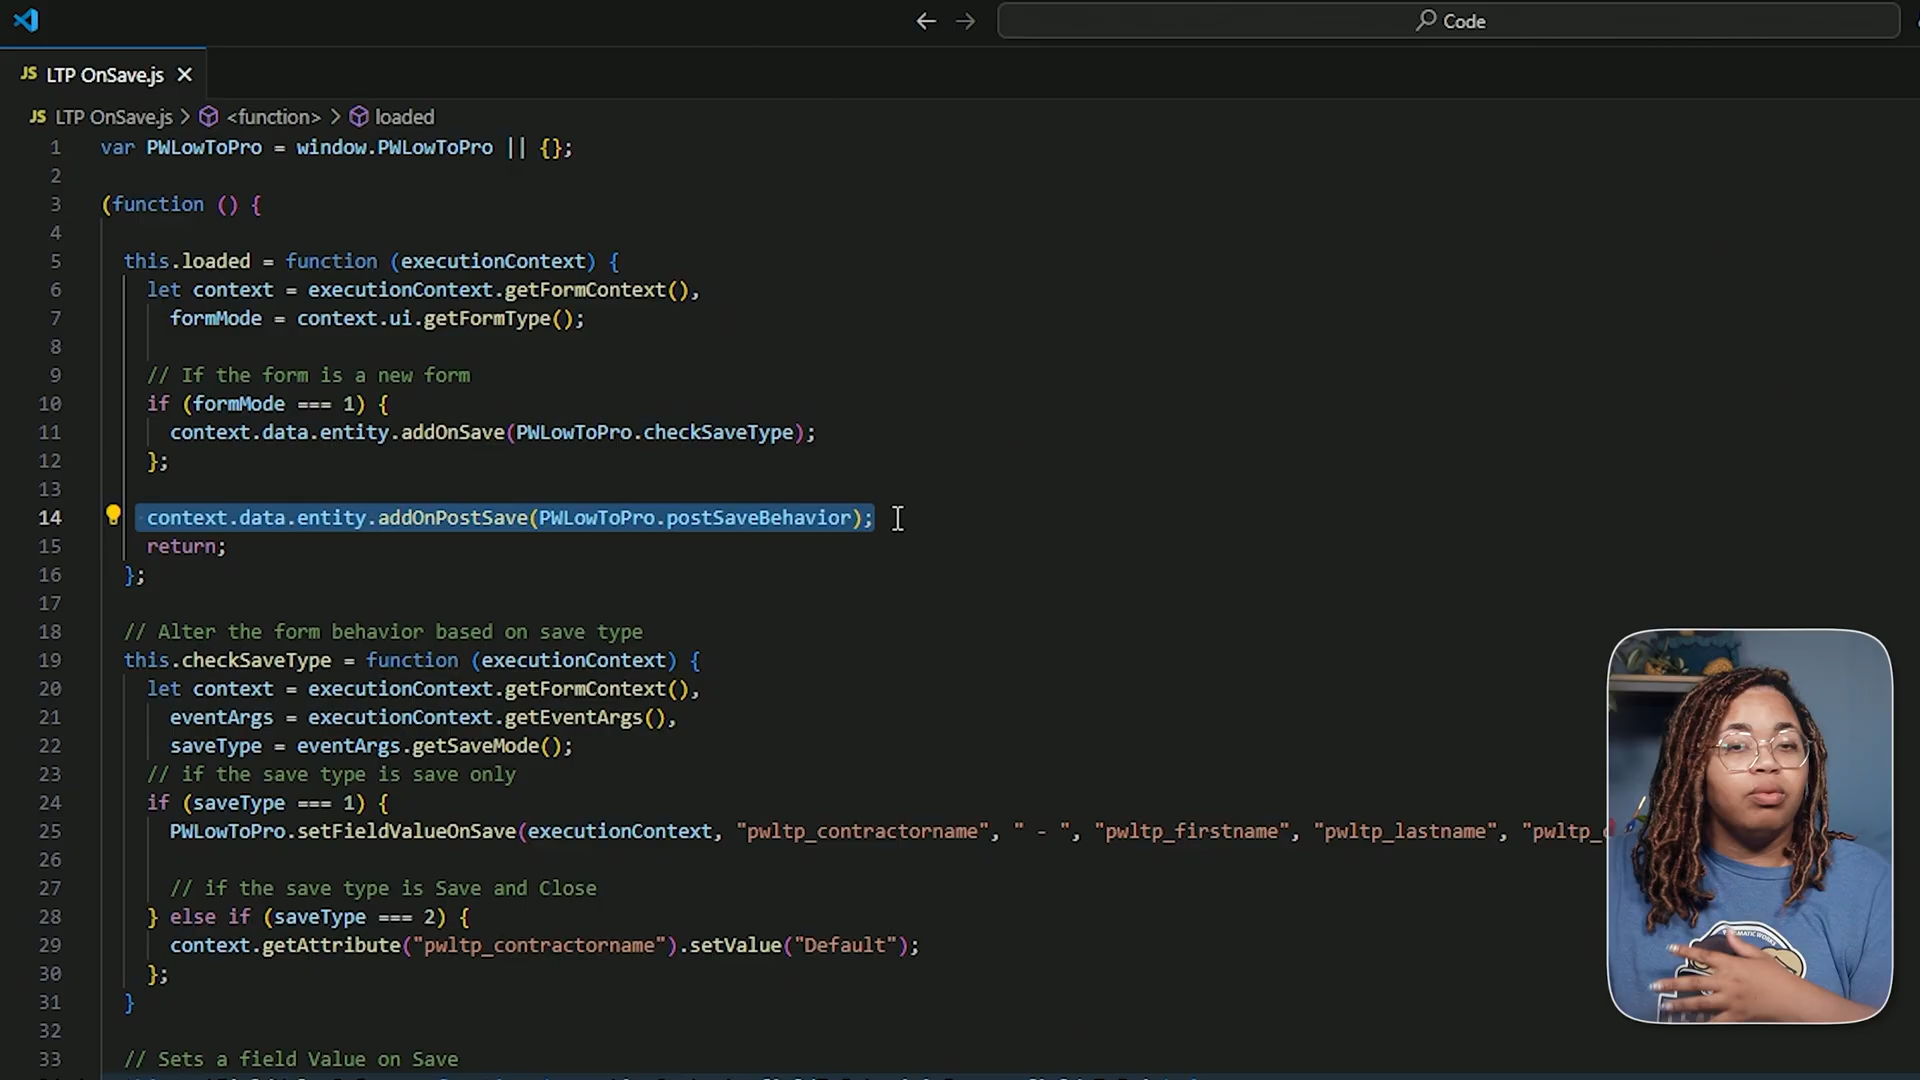 Code
JS LTP OnSave.js ×
JS LTP OnSave.js > <function> > loaded
1 var PWLowToPro = window.PWLowToPro || {};
2
3 (function () {
4
5 this.loaded = function (executionContext) {
6 let context = executionContext.getFormContext(),
7 formMode = context.ui.getFormType();
8
9 // If the form is a new form
10 if (formMode === 1) {
11 context.data.entity.addOnSave(PWLowToPro.checkSaveType);
12 };
13
14 context.data.entity.addOnPostSave(PWLowToPro.postSaveBehavior);
15 return;
16 };
17
18 // Alter the form behavior based on save type
19 this.checkSaveType = function (executionContext) {
20 let context = executionContext.getFormContext(),
21 eventArgs = executionContext.getEventArgs(),
22 saveType = eventArgs.getSaveMode();
23 // if the save type is save only
24 if (saveType === 1) {
25 PWLowToPro.setFieldValueOnSave(executionContext, "pwltp_contractorname", " - ", "pwltp_firstname", "pwltp_lastname",
26
27 // if the save type is Save and Close
28 } else if (saveType === 2) {
29 context.getAttribute("pwltp_contractorname").setValue("Default");
30 };
31 }
32
33 // Sets a field Value on Save